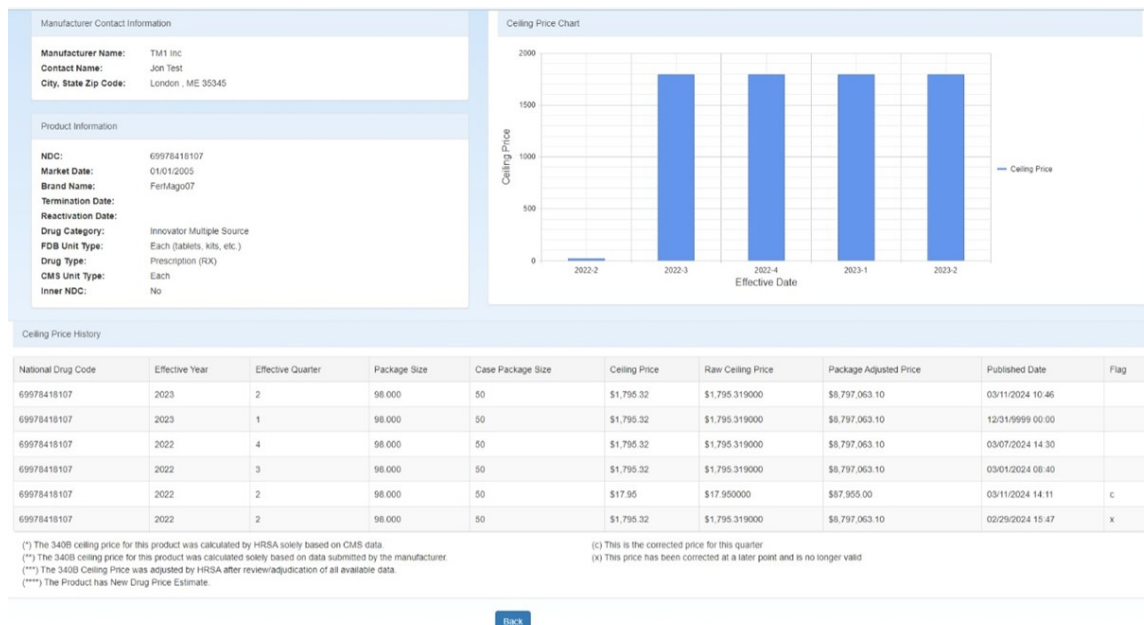 Manufacturer Contact Information
Manufacturer Name: TM1 Inc
Contact Name: Jon Test
City, State Zip Code: London , ME 35345
Product Information
NDC: 69978418107
Market Date: 01/01/2005
Brand Name: FerMago07
Termination Date:
Reactivation Date:
Drug Category: Innovator Multiple Source
FDB Unit Type: Each (tablets, kits, etc.)
Drug Type: Prescription (RX)
CMS Unit Type: Each
Inner NDC: No
Ceiling Price Chart
2000
1500
1000
500
0
Ceiling Price
2022-2 2022-3 2022-4 2023-1 2023-2
Effective Date
Ceiling Price
Ceiling Price History
National Drug Code Effective Year Effective Quarter Package Size Case Package Size Ceiling Price Raw Ceiling Price Package Adjusted Price Published Date Flag
69978418107 2023 2 98.000 50 $1,795.32 $1,795.319000 $8,797,063.10 03/11/2024 10:46
69978418107 2023 1 98.000 50 $1,795.32 $1,795.319000 $8,797,063.10 12/31/9999 00:00
69978418107 2022 4 98.000 50 $1,795.32 $1,795.319000 $8,797,063.10 03/07/2024 14:30
69978418107 2022 3 98.000 50 $1,795.32 $1,795.319000 $8,797,063.10 03/01/2024 08:40
69978418107 2022 2 98.000 50 $17.95 $17.950000 $87,955.00 03/11/2024 14:11 c
69978418107 2022 2 98.000 50 $1,795.32 $1,795.319000 $8,797,063.10 02/29/2024 15:47 x
(*) The 340B ceiling price for this product was calculated by HRSA solely based on CMS data.
(**) The 340B ceiling price for this product was calculated solely based on data submitted by the manufacturer.
(***) The 340B Ceiling Price was adjusted by HRSA after review/adjudication of all available data.
(****) The Product has New Drug Price Estimate.
(c) This is the corrected price for this quarter
(x) This price has been corrected at a later point and is no longer valid
Back